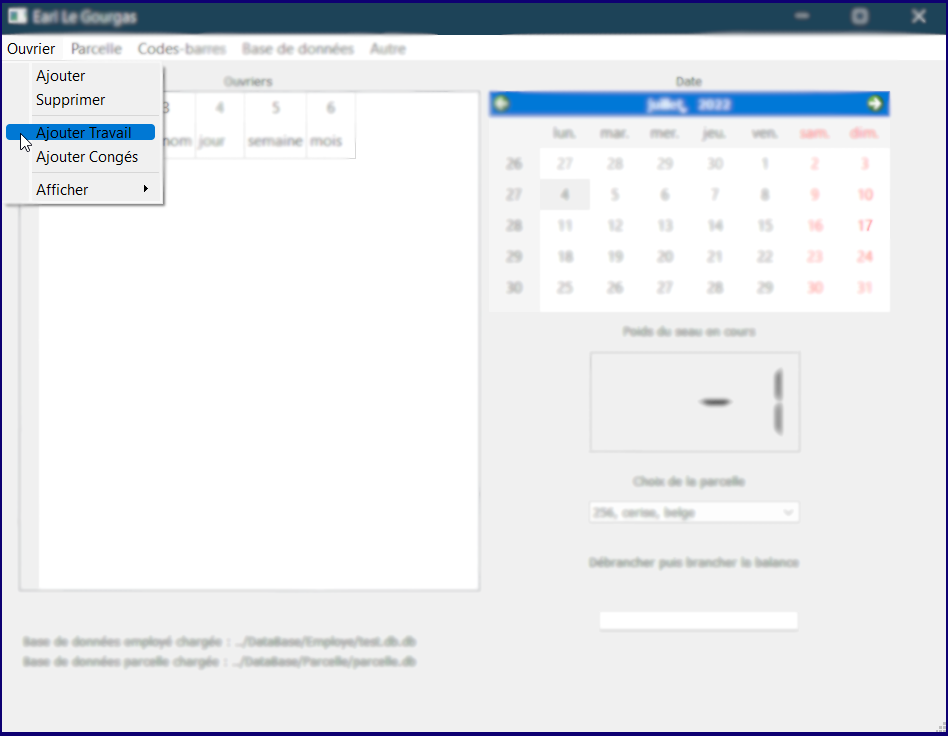 Earl Le Gourgas
Ouvrier Parcelle Codes-barres Base de données Autre
Ajouter
Supprimer
Ajouter Travail
Ajouter Congés
Afficher
Ouvriers
3 4 5 6
nom jour semaine mois
Date
juillet, 2022
lun. mar. mer. jeu. ven. sam. dim.
26 27 28 29 30 1 2 3
27 4 5 6 7 8 9 10
28 11 12 13 14 15 16 17
29 18 19 20 21 22 23 24
30 25 26 27 28 29 30 31
Poids du seau en cours
-1
Choix de la parcelle
256, cerise, belge
Débrancher puis brancher la balance
Base de données employé chargée : ../DataBase/Employe/test.db.db
Base de données parcelle chargée : ../DataBase/Parcelle/parcelle.db